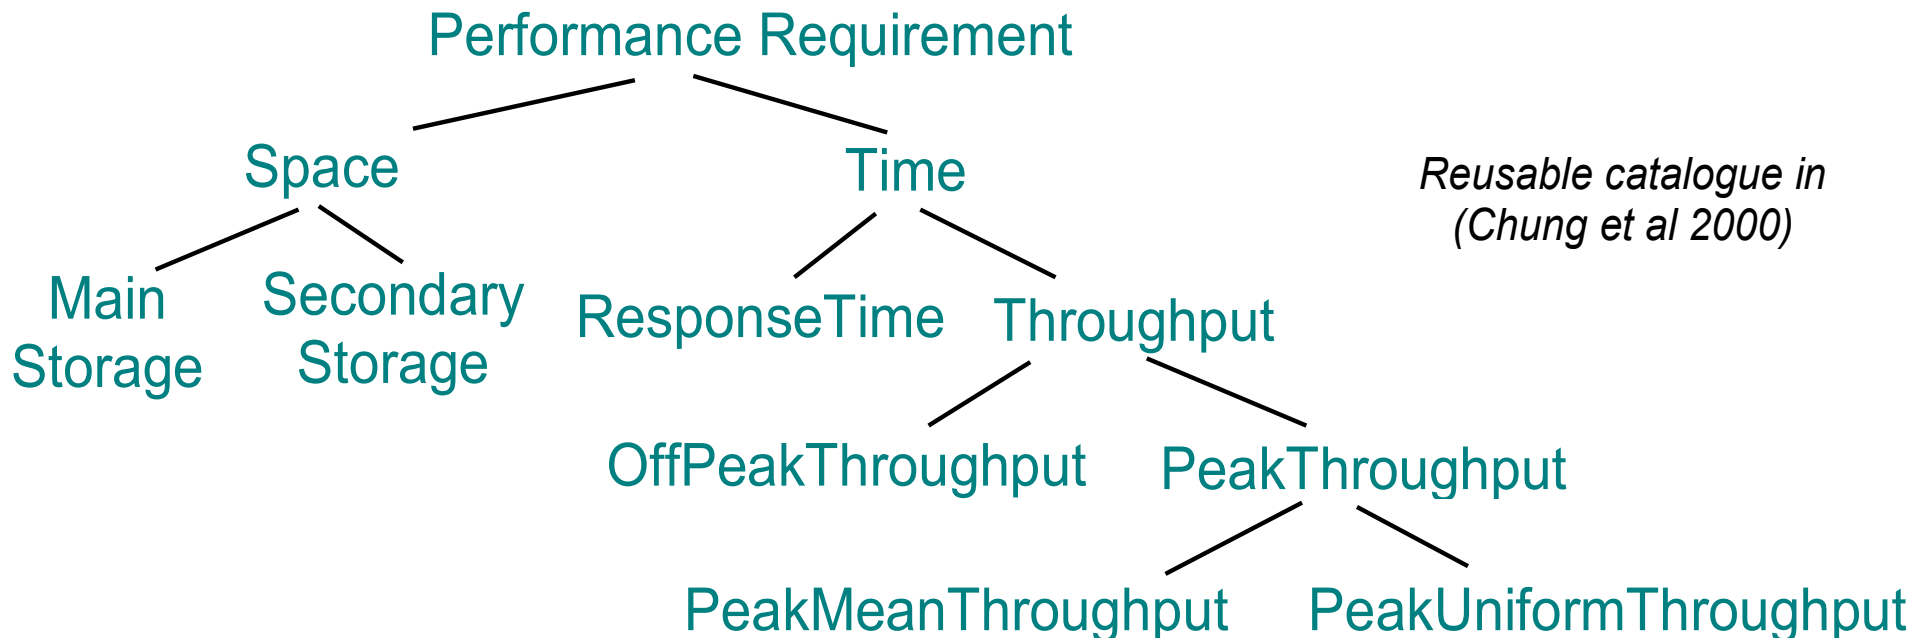 Performance Requirement
Space
Time
Reusable catalogue in
(Chung et al 2000)
Main
Storage
Secondary
Storage
ResponseTime
Throughput
OffPeakThroughput
PeakThroughput
PeakMeanThroughput
PeakUniformThroughput